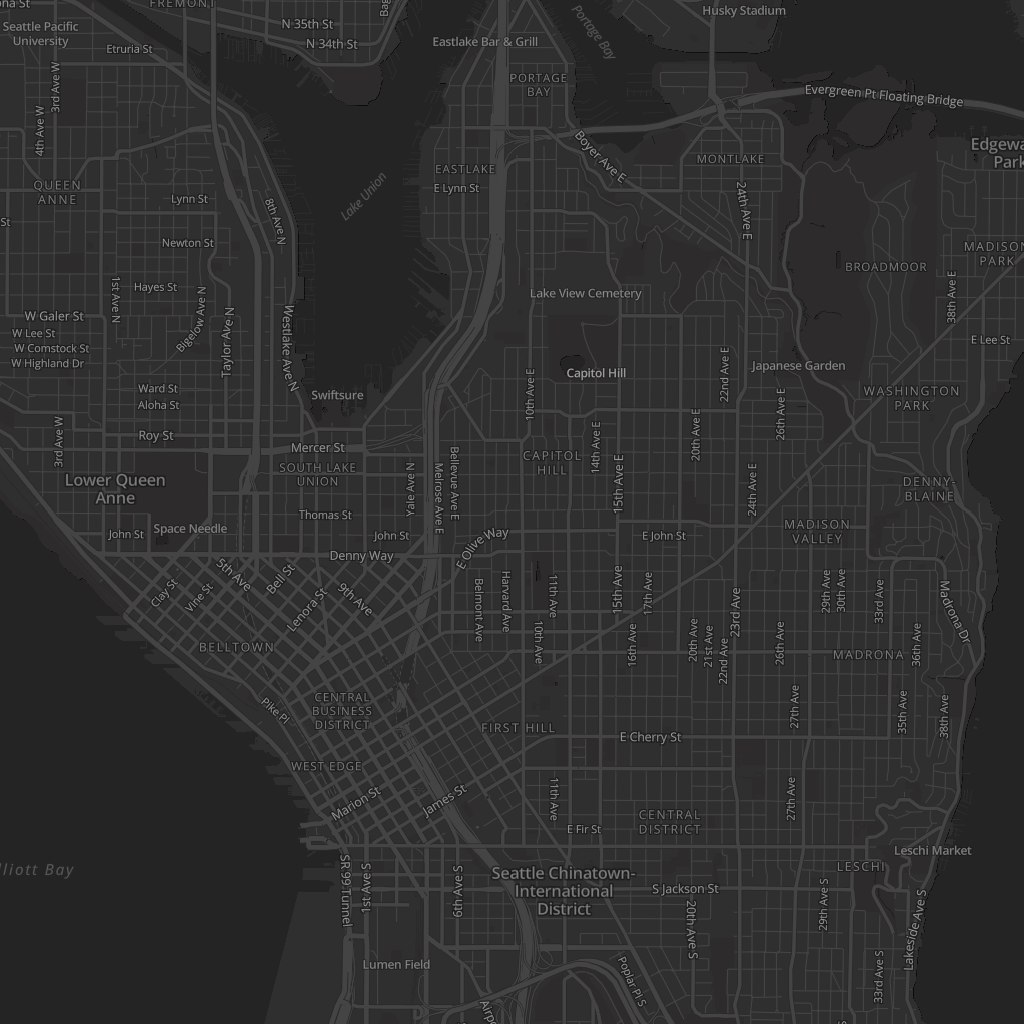 FREMONT
Husky Stadium
Seattle Pacific
University
N 35th St
N 34th St
Etruria St
Eastlake Bar & Grill
Portage Bay
PORTAGE
BAY
3rd Ave W
4th Ave W
Evergreen Pt Floating Bridge
Boyer Ave E
MONTLAKE
Edgewa
Park
EASTLAKE
E Lynn St
QUEEN
ANNE
Lynn St
Lake Union
24th Ave E
8th Ave N
St
Newton St
MADISON
PARK
BROADMOOR
1st Ave N
Hayes St
Lake View Cemetery
38th Ave E
Bigelow Ave N
Taylor Ave N
Westlake Ave N
W Galer St
W Lee St
W Comstock St
W Highland Dr
E Lee St
Capitol Hill
Japanese Garden
22nd Ave E
Ward St
Aloha St
Swiftsure
10th Ave E
26th Ave E
WASHINGTON
PARK
3rd Ave W
Roy St
Mercer St
20th Ave E
14th Ave E
SOUTH LAKE
UNION
CAPITOL
HILL
Lower Queen
Anne
Yale Ave N
Melrose Ave E
Bellevue Ave E
15th Ave E
24th Ave E
DENNY-
BLAINE
Thomas St
John St
Space Needle
John St
E Olive Way
E John St
MADISON
VALLEY
Denny Way
5th Ave
Bell St
Clay St
Vine St
Lenora St
9th Ave
Belmont Ave
Harvard Ave
11th Ave
10th Ave
15th Ave
17th Ave
23rd Ave
29th Ave
30th Ave
33rd Ave
Madrona Dr
BELLTOWN
16th Ave
20th Ave
21st Ave
22nd Ave
26th Ave
36th Ave
MADRONA
CENTRAL
BUSINESS
DISTRICT
Pike Pl
FIRST HILL
27th Ave
35th Ave
38th Ave
E Cherry St
WEST EDGE
Marion St
James St
11th Ave
27th Ave
E Fir St
CENTRAL
DISTRICT
Leschi Market
LESCHI
lliott Bay
SR 99 Tunnel
1st Ave S
6th Ave S
Seattle Chinatown-
International
District
S Jackson St
20th Ave S
29th Ave S
Lakeside Ave S
Lumen Field
Poplar Pl S
33rd Ave S